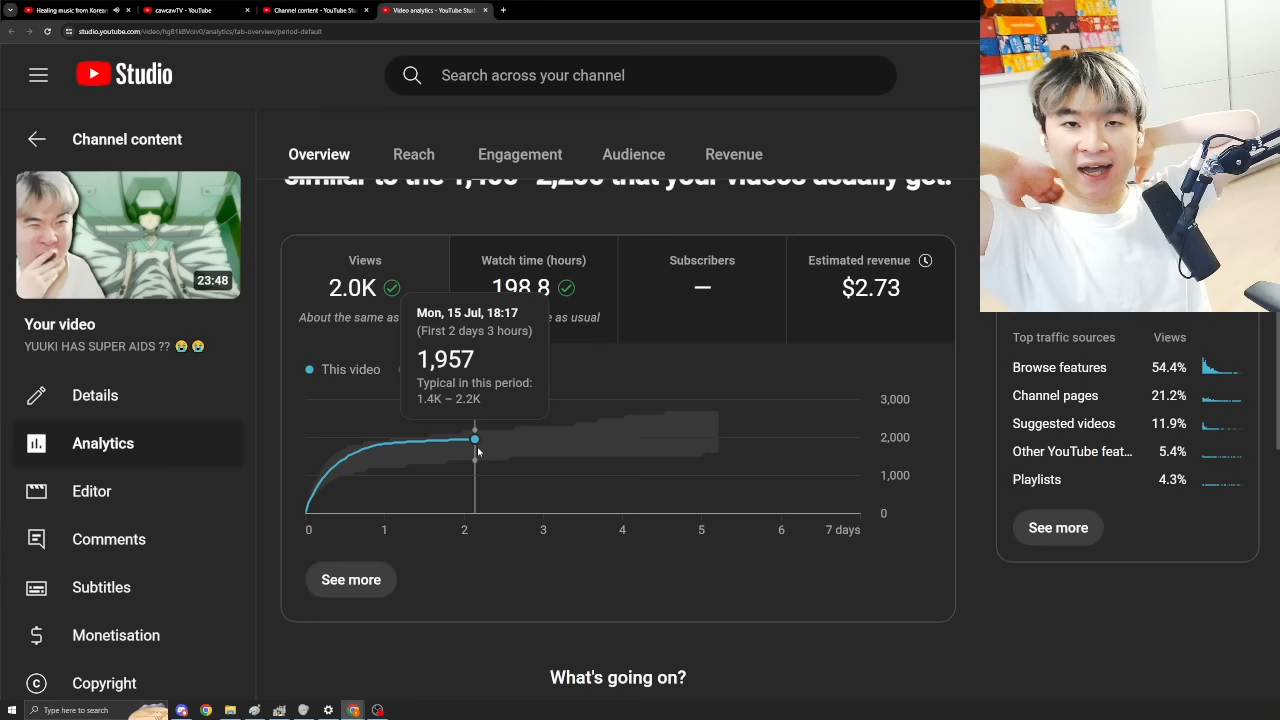 Healing music from Korean
cawcawTV - YouTube
Channel content - YouTube Stu
Video analytics - YouTube Stud
studio.youtube.com/video/hg81kBVoiv0/analytics/tab-overview/period-default
Studio
Search across your channel
Channel content
Overview
Reach
Engagement
Audience
Revenue
Similar to the 1,400–2,200 that your videos usually get.
23:48
Your video
YUUKI HAS SUPER AIDS ?? 😭 😭
Details
Analytics
Editor
Comments
Subtitles
Monetisation
Copyright
Views
2.0K
About the same as
Watch time (hours)
198.8
e as usual
Subscribers
—
Estimated revenue
$2.73
Mon, 15 Jul, 18:17
(First 2 days 3 hours)
1,957
Typical in this period:
1.4K – 2.2K
This video
3,000
2,000
1,000
0
0 1 2 3 4 5 6 7 days
See more
What's going on?
Top traffic sources Views
Browse features 54.4%
Channel pages 21.2%
Suggested videos 11.9%
Other YouTube feat... 5.4%
Playlists 4.3%
See more
Type here to search